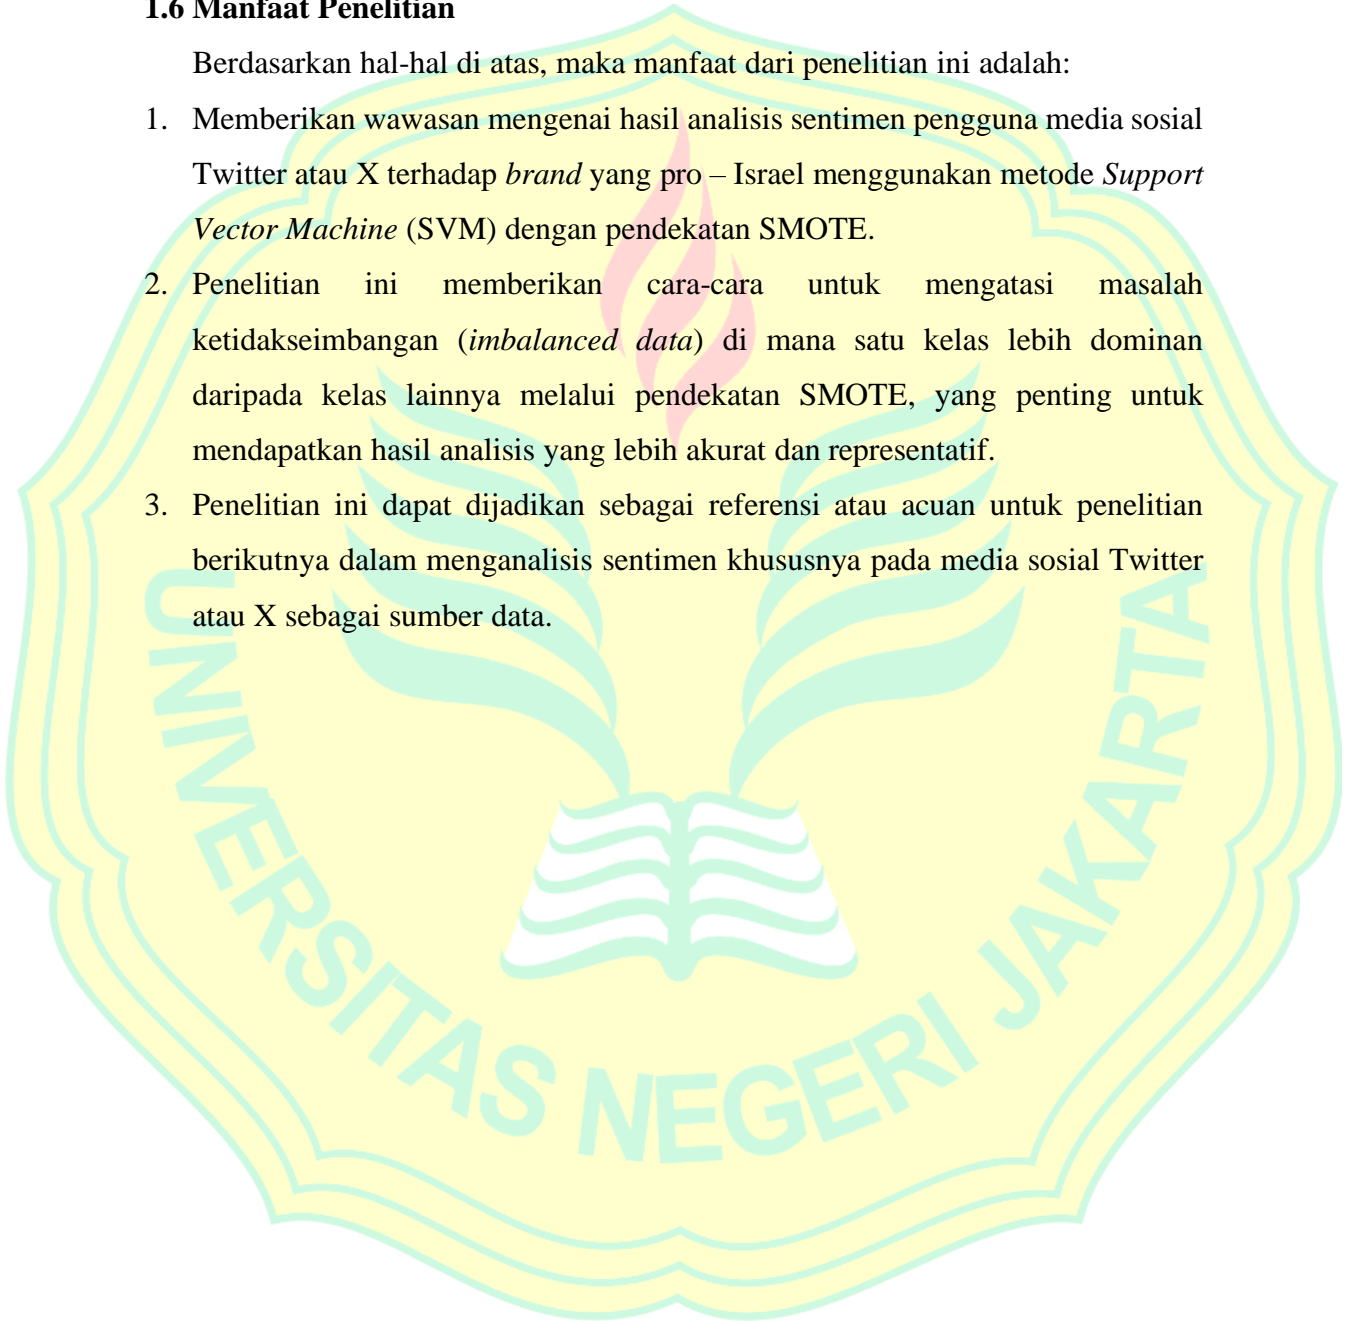 1.6 Manfaat Penelitian
Berdasarkan hal-hal di atas, maka manfaat dari penelitian ini adalah:
1. Memberikan wawasan mengenai hasil analisis sentimen pengguna media sosial
Twitter atau X terhadap brand yang pro – Israel menggunakan metode Support
Vector Machine (SVM) dengan pendekatan SMOTE.
2. Penelitian ini memberikan cara-cara untuk mengatasi masalah
ketidakseimbangan (imbalanced data) di mana satu kelas lebih dominan
daripada kelas lainnya melalui pendekatan SMOTE, yang penting untuk
mendapatkan hasil analisis yang lebih akurat dan representatif.
3. Penelitian ini dapat dijadikan sebagai referensi atau acuan untuk penelitian
berikutnya dalam menganalisis sentimen khususnya pada media sosial Twitter
atau X sebagai sumber data.
UNIVERSITAS NEGERI JAKARTA